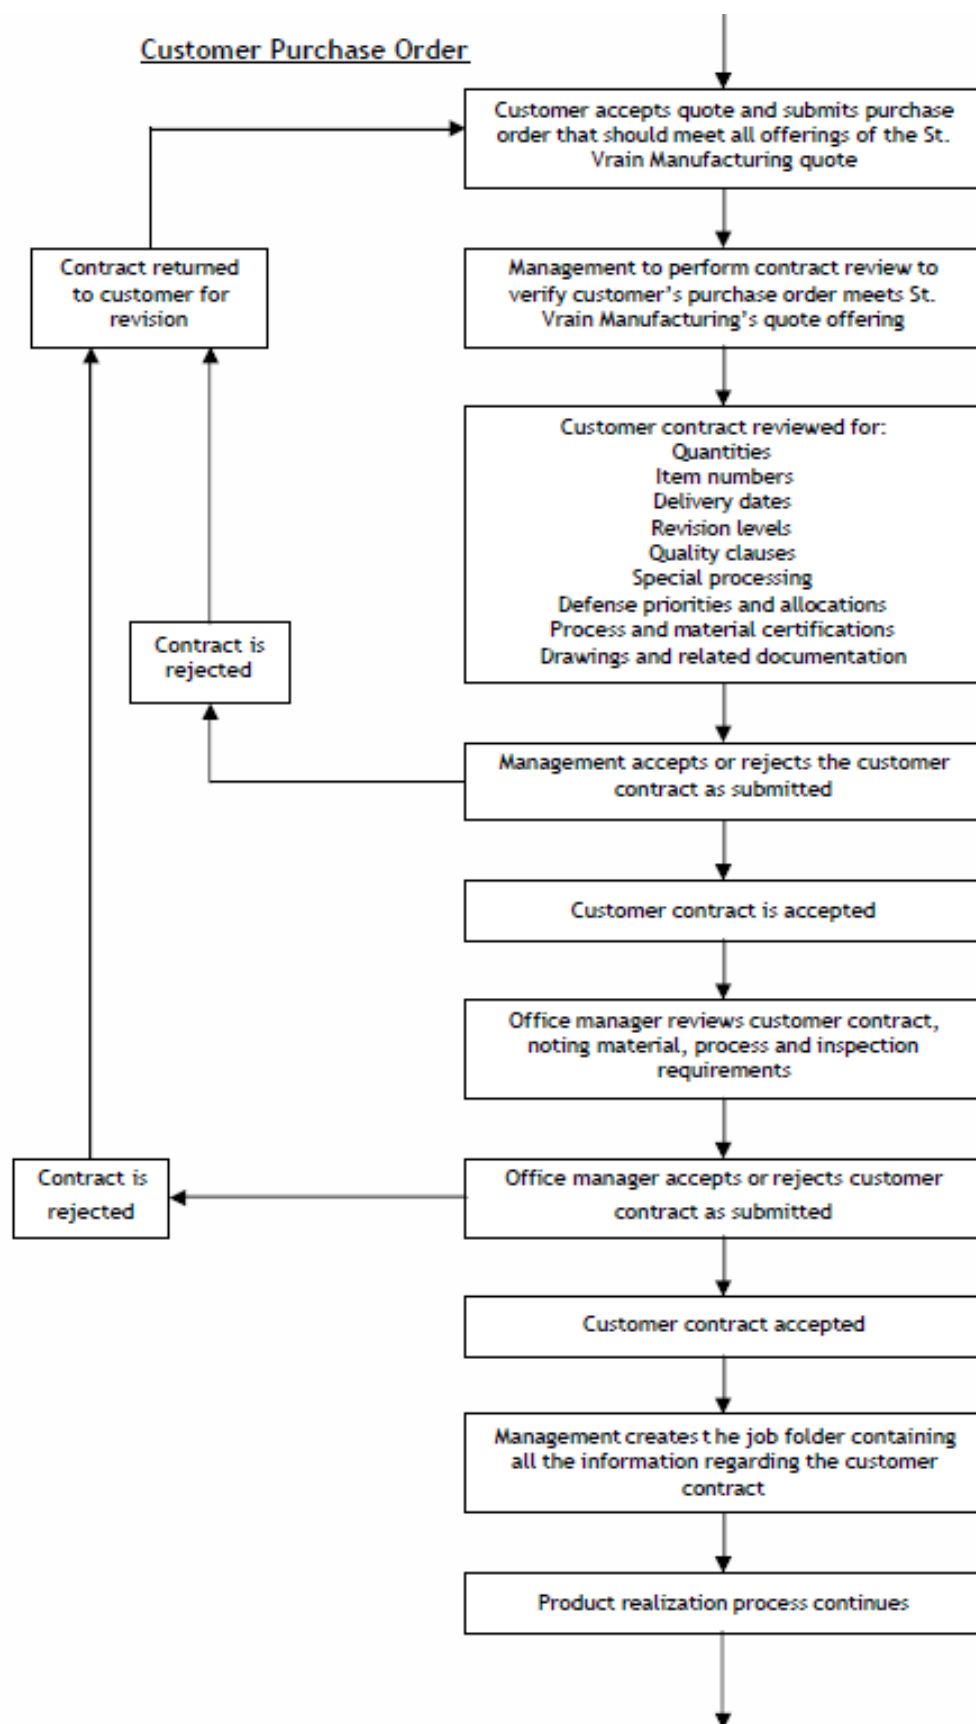 Customer Purchase Order
Customer accepts quote and submits purchase
order that should meet all offerings of the St.
Vrain Manufacturing quote
Contract returned
to customer for
revision
Management to perform contract review to
verify customer's purchase order meets St.
Vrain Manufacturing's quote offering
Customer contract reviewed for:
Quantities
Item numbers
Delivery dates
Revision levels
Quality clauses
Special processing
Defense priorities and allocations
Process and material certifications
Drawings and related documentation
Contract is
rejected
Management accepts or rejects the customer
contract as submitted
Customer contract is accepted
Office manager reviews customer contract,
noting material, process and inspection
requirements
Contract is
rejected
Office manager accepts or rejects customer
contract as submitted
Customer contract accepted
Management creates the job folder containing
all the information regarding the customer
contract
Product realization process continues